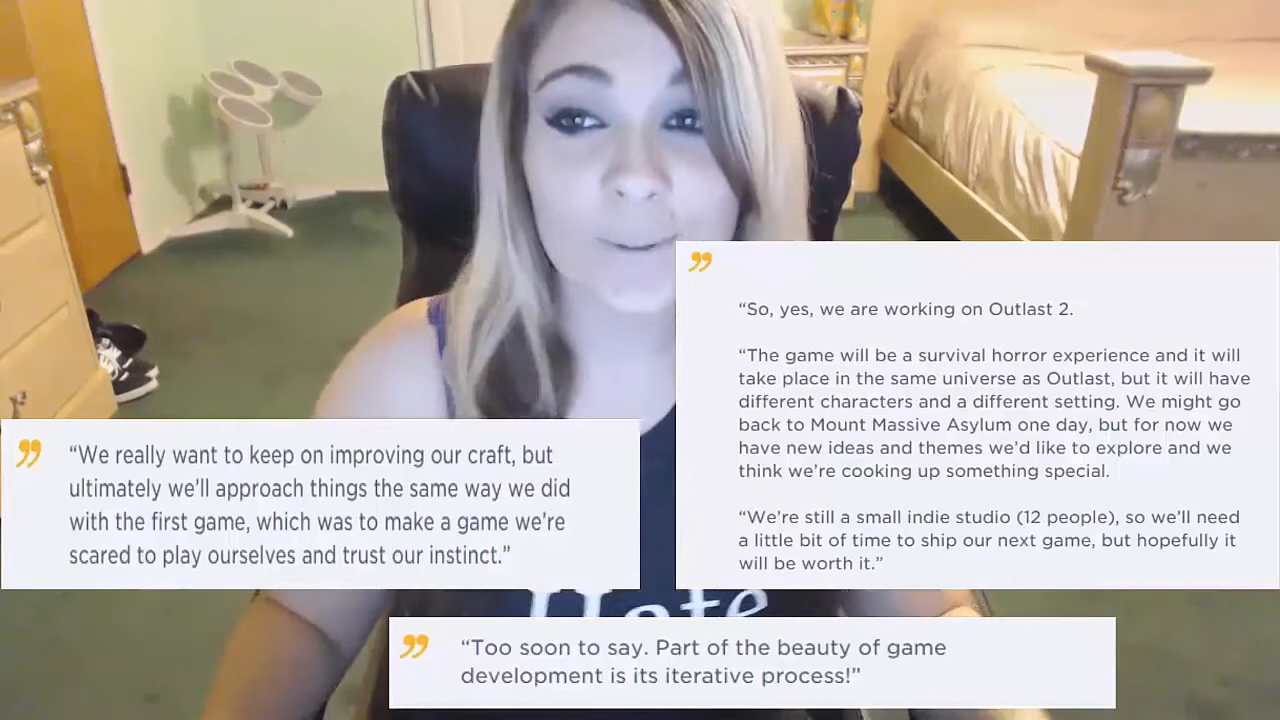 “So, yes, we are working on Outlast 2.
“The game will be a survival horror experience and it will
take place in the same universe as Outlast, but it will have
different characters and a different setting. We might go
back to Mount Massive Asylum one day, but for now we
have new ideas and themes we’d like to explore and we
think we’re cooking up something special.
“We’re still a small indie studio (12 people), so we’ll need
a little bit of time to ship our next game, but hopefully it
will be worth it.”
“We really want to keep on improving our craft, but
ultimately we’ll approach things the same way we did
with the first game, which was to make a game we’re
scared to play ourselves and trust our instinct.”
“Too soon to say. Part of the beauty of game
development is its iterative process!”